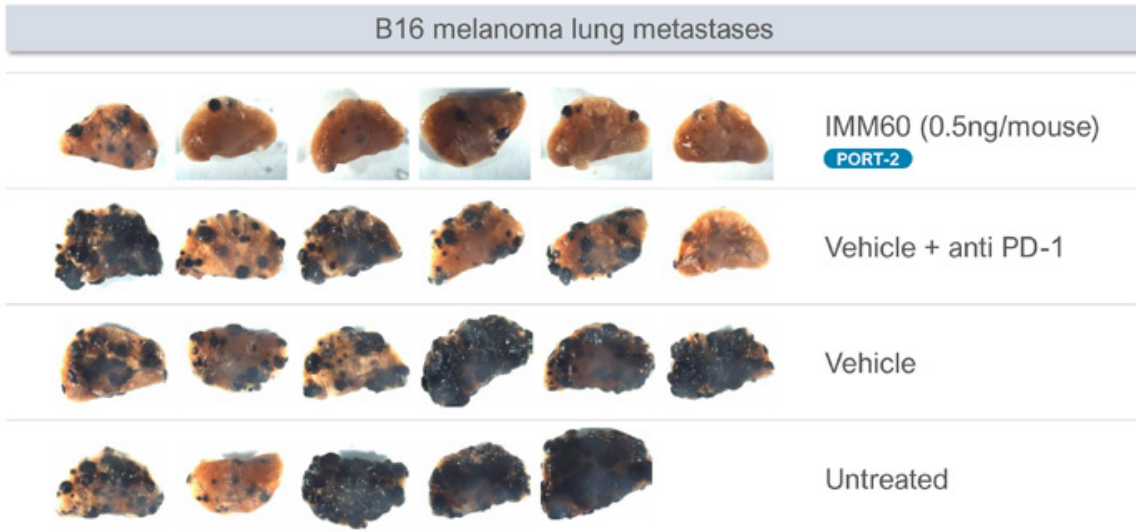 B16 melanoma lung metastases
IMM60 (0.5ng/mouse)
PORT-2
Vehicle + anti PD-1
Vehicle
Untreated